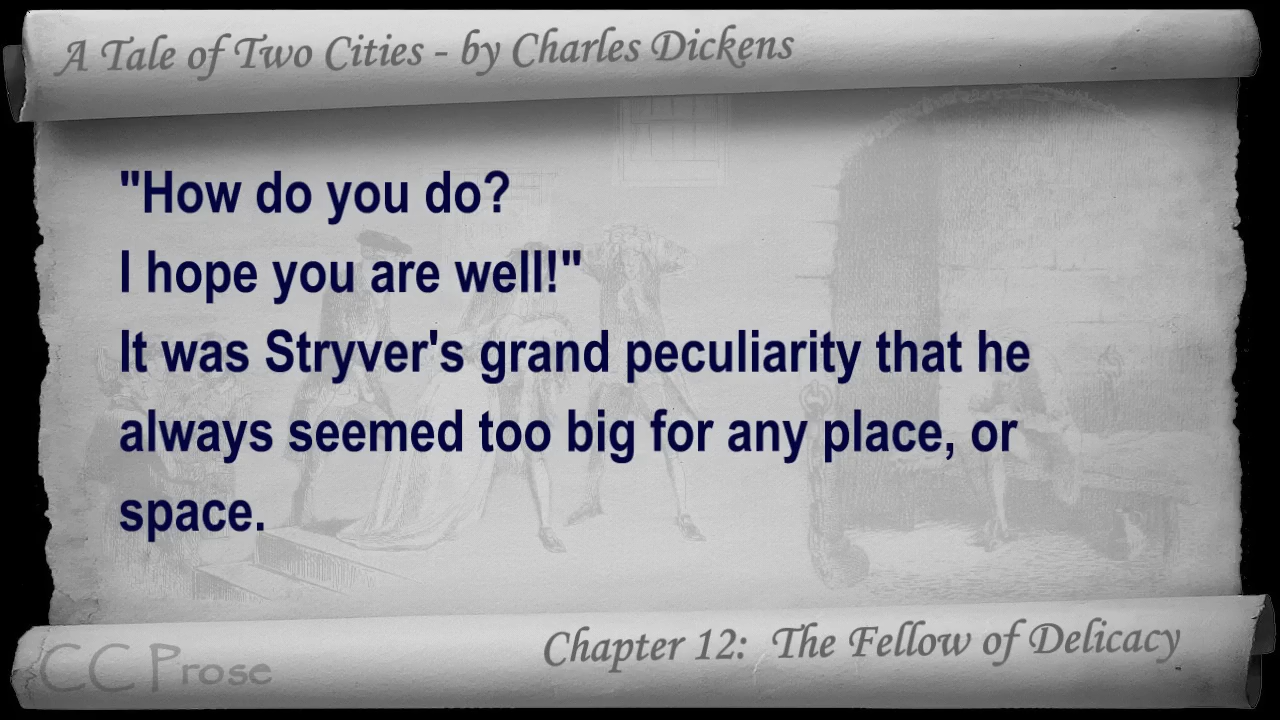 A Tale of Two Cities - by Charles Dickens
"How do you do?
I hope you are well!"
It was Stryver's grand peculiarity that he
always seemed too big for any place, or
space.
Chapter 12: The Fellow of Delicacy
CC Prose